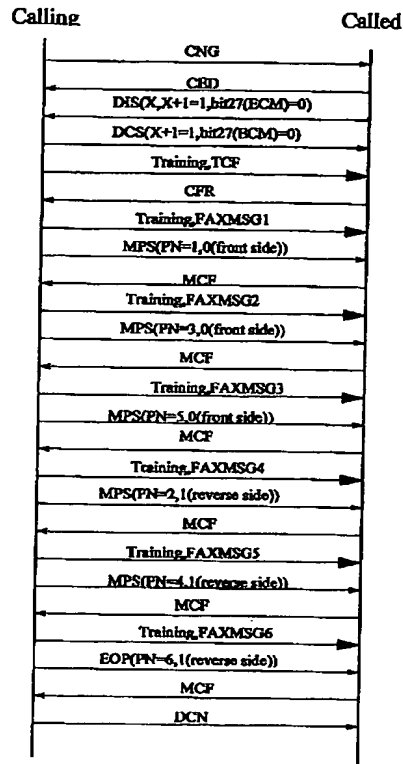 Calling
Called
CNG
CED
DIS(X,X+1=1,bit27(ECM)=0)
DCS(X+1=1,bit27(ECM)=0)
Training,TCF
CFR
Training,FAXMSG1
MPS(PN=1,0(front side))
MCF
Training,FAXMSG2
MPS(PN=3,0(front side))
MCF
Training,FAXMSG3
MPS(PN=5,0(front side))
MCF
Training,FAXMSG4
MPS(PN=2,1(reverse side))
MCF
Training,FAXMSG5
MPS(PN=4,1(reverse side))
MCF
Training,FAXMSG6
EOP(PN=6,1(reverse side))
MCF
DCN